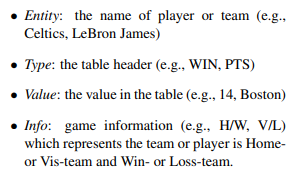 • Entity: the name of player or team (e.g.,
Celtics, LeBron James)
• Type: the table header (e.g., WIN, PTS)
• Value: the value in the table (e.g., 14, Boston)
• Info: game information (e.g., H/W, V/L)
which represents the team or player is Home-
or Vis-team and Win- or Loss-team.